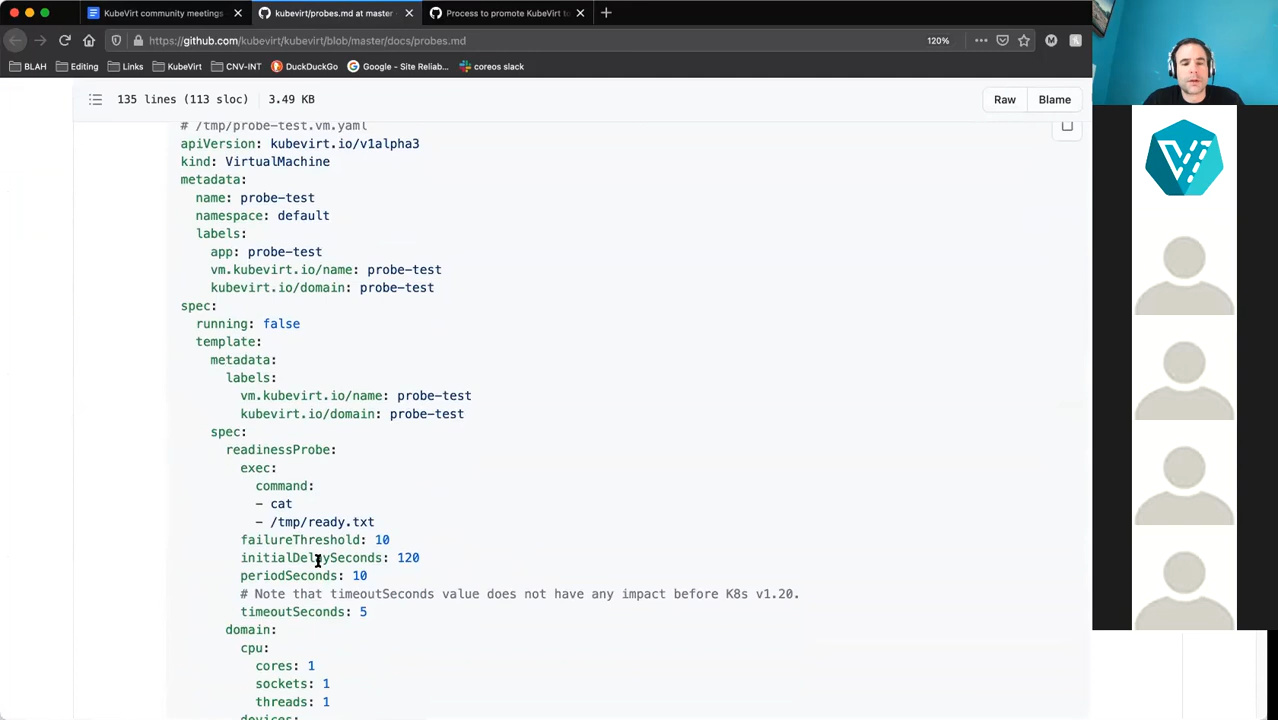 KubeVirt community meetings
kubevirt/probes.md at master
Process to promote KubeVirt to
https://github.com/kubevirt/kubevirt/blob/master/docs/probes.md
120%
BLAH
Editing
Links
KubeVirt
CNV-INT
DuckDuckGo
Google - Site Reliab...
coreos slack
135 lines (113 sloc)
3.49 KB
Raw
Blame
# /tmp/probe-test.vm.yaml
apiVersion: kubevirt.io/v1alpha3
kind: VirtualMachine
metadata:
name: probe-test
namespace: default
labels:
app: probe-test
vm.kubevirt.io/name: probe-test
kubevirt.io/domain: probe-test
spec:
running: false
template:
metadata:
labels:
vm.kubevirt.io/name: probe-test
kubevirt.io/domain: probe-test
spec:
readinessProbe:
exec:
command:
- cat
- /tmp/ready.txt
failureThreshold: 10
initialDelaySeconds: 120
periodSeconds: 10
# Note that timeoutSeconds value does not have any impact before K8s v1.20.
timeoutSeconds: 5
domain:
cpu:
cores: 1
sockets: 1
threads: 1
devices: